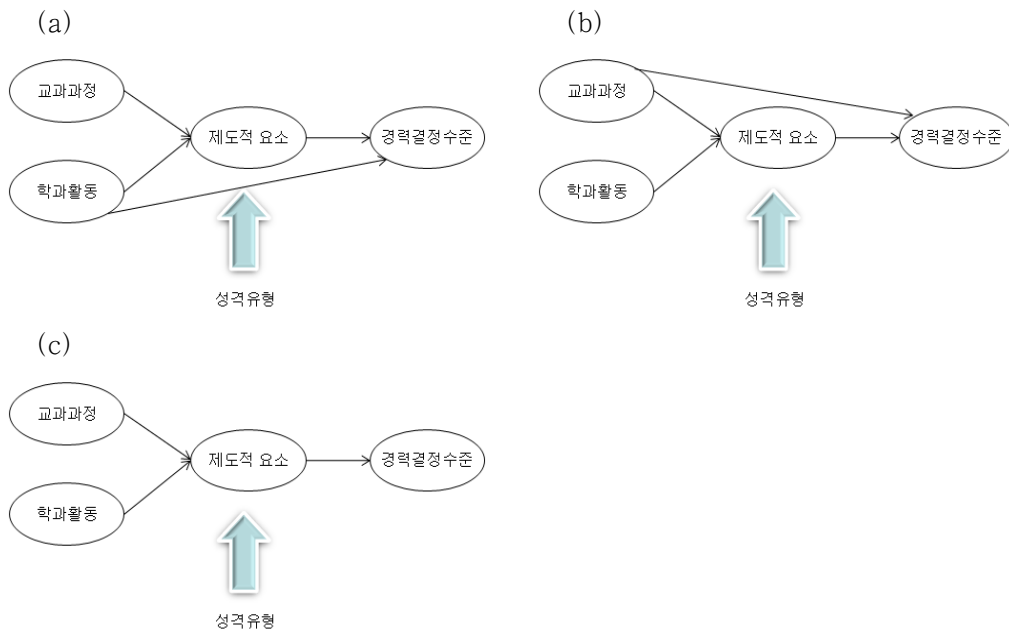 (a)
교과과정
제도적 요소
경력결정수준
학과활동
성격유형
(b)
교과과정
제도적 요소
경력결정수준
학과활동
성격유형
(c)
교과과정
제도적 요소
경력결정수준
학과활동
성격유형